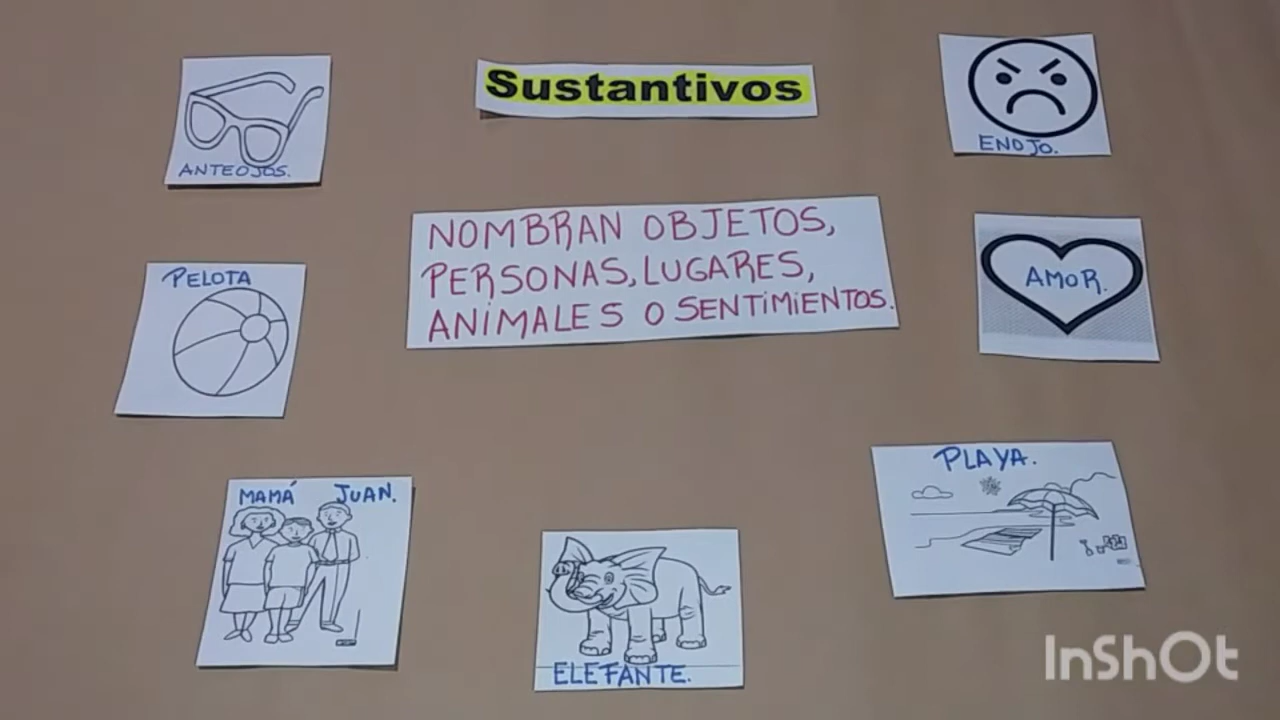 Sustantivos
ANTEOJOS.
ENOJO.
NOMBRAN OBJETOS,
PERSONAS, LUGARES,
ANIMALES O SENTIMIENTOS.
PELOTA
AMOR.
MAMÁ JUAN.
PLAYA.
ELEFANTE.
InShOt